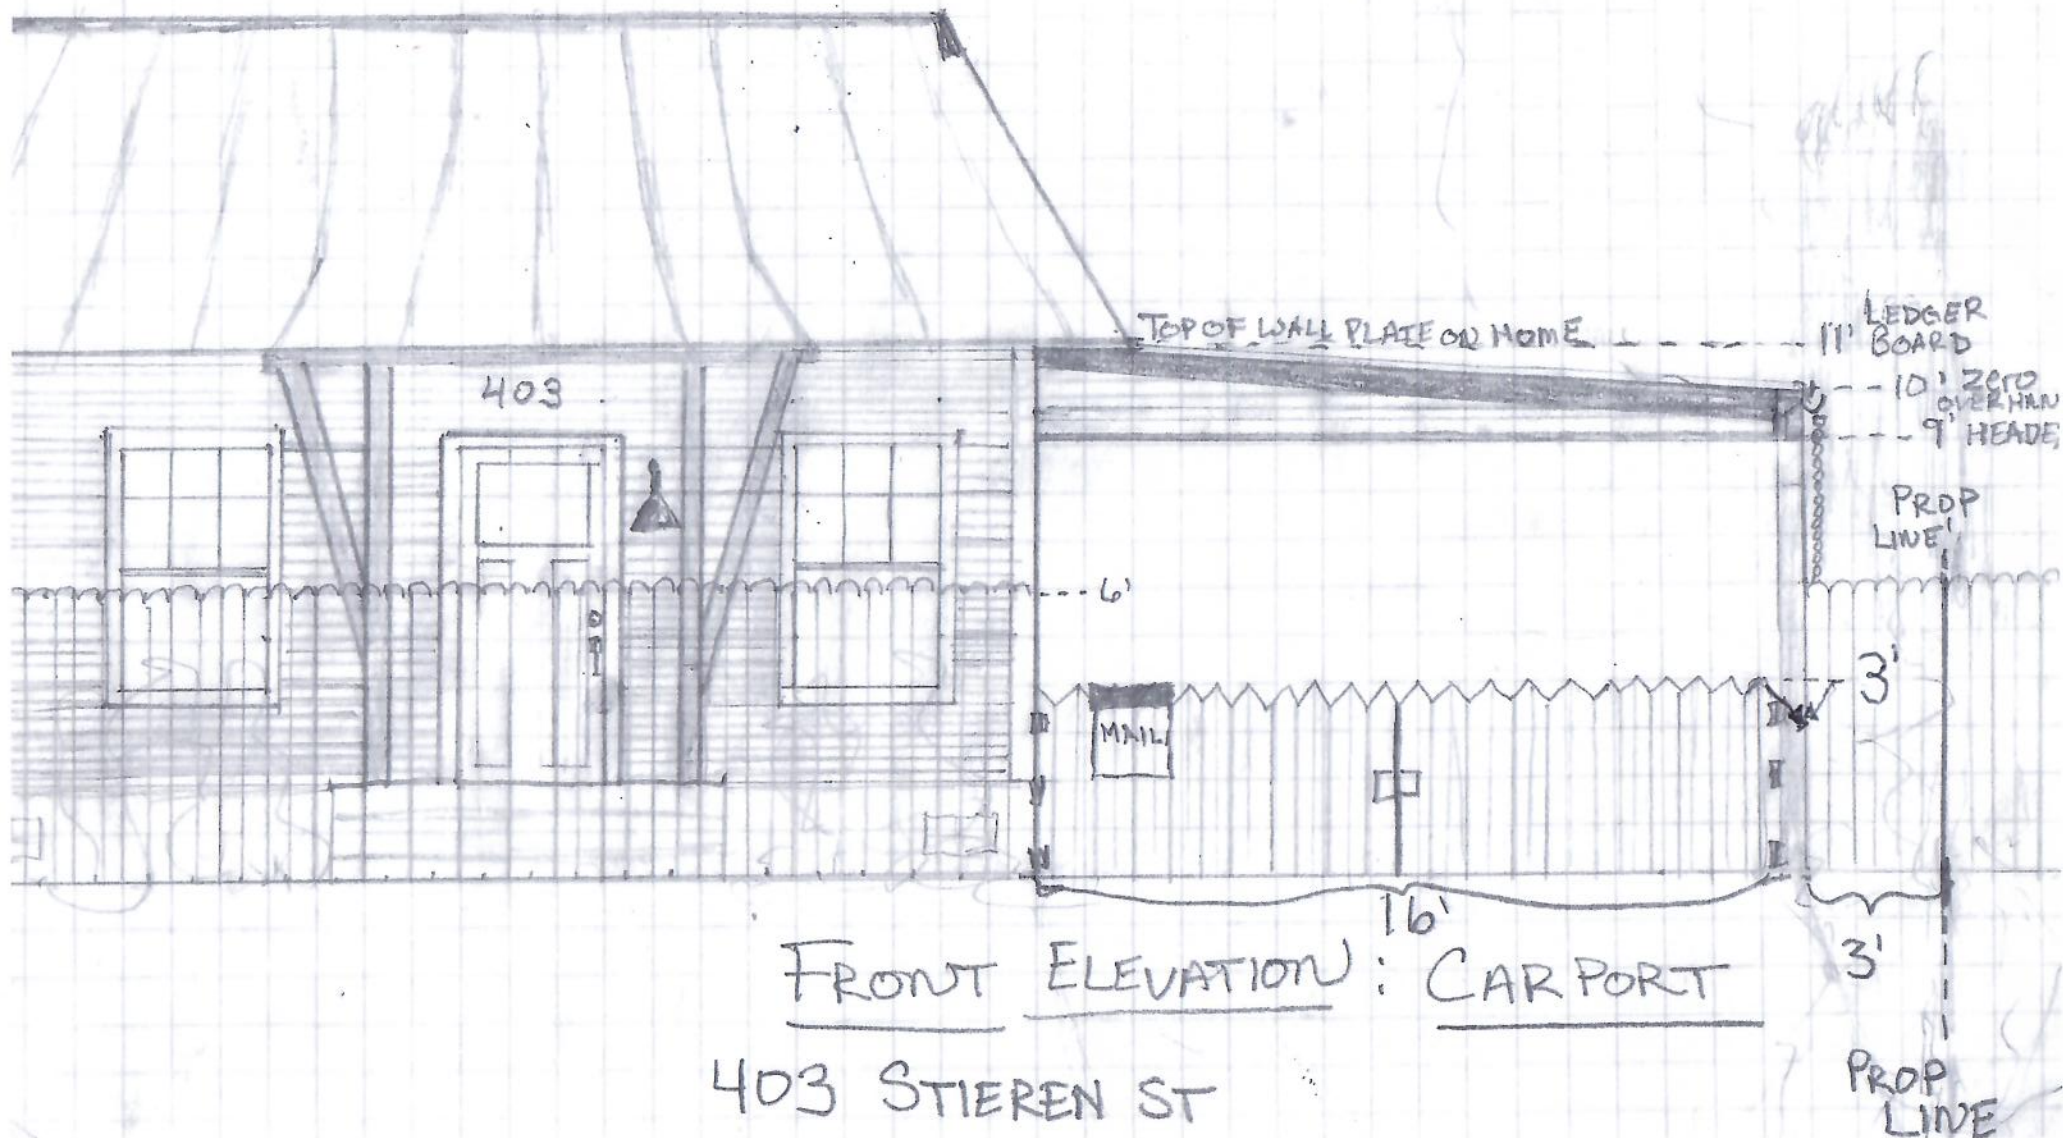 TOP OF WALL PLATE ON HOME
11' LEDGER
BOARD
10' ZERO
OVERHAN
9' HEADE
403
PROP
LINE
6'
3'
MAIL
16'
3'
FRONT ELEVATION: CARPORT
403 STIEREN ST
PROP
LINE